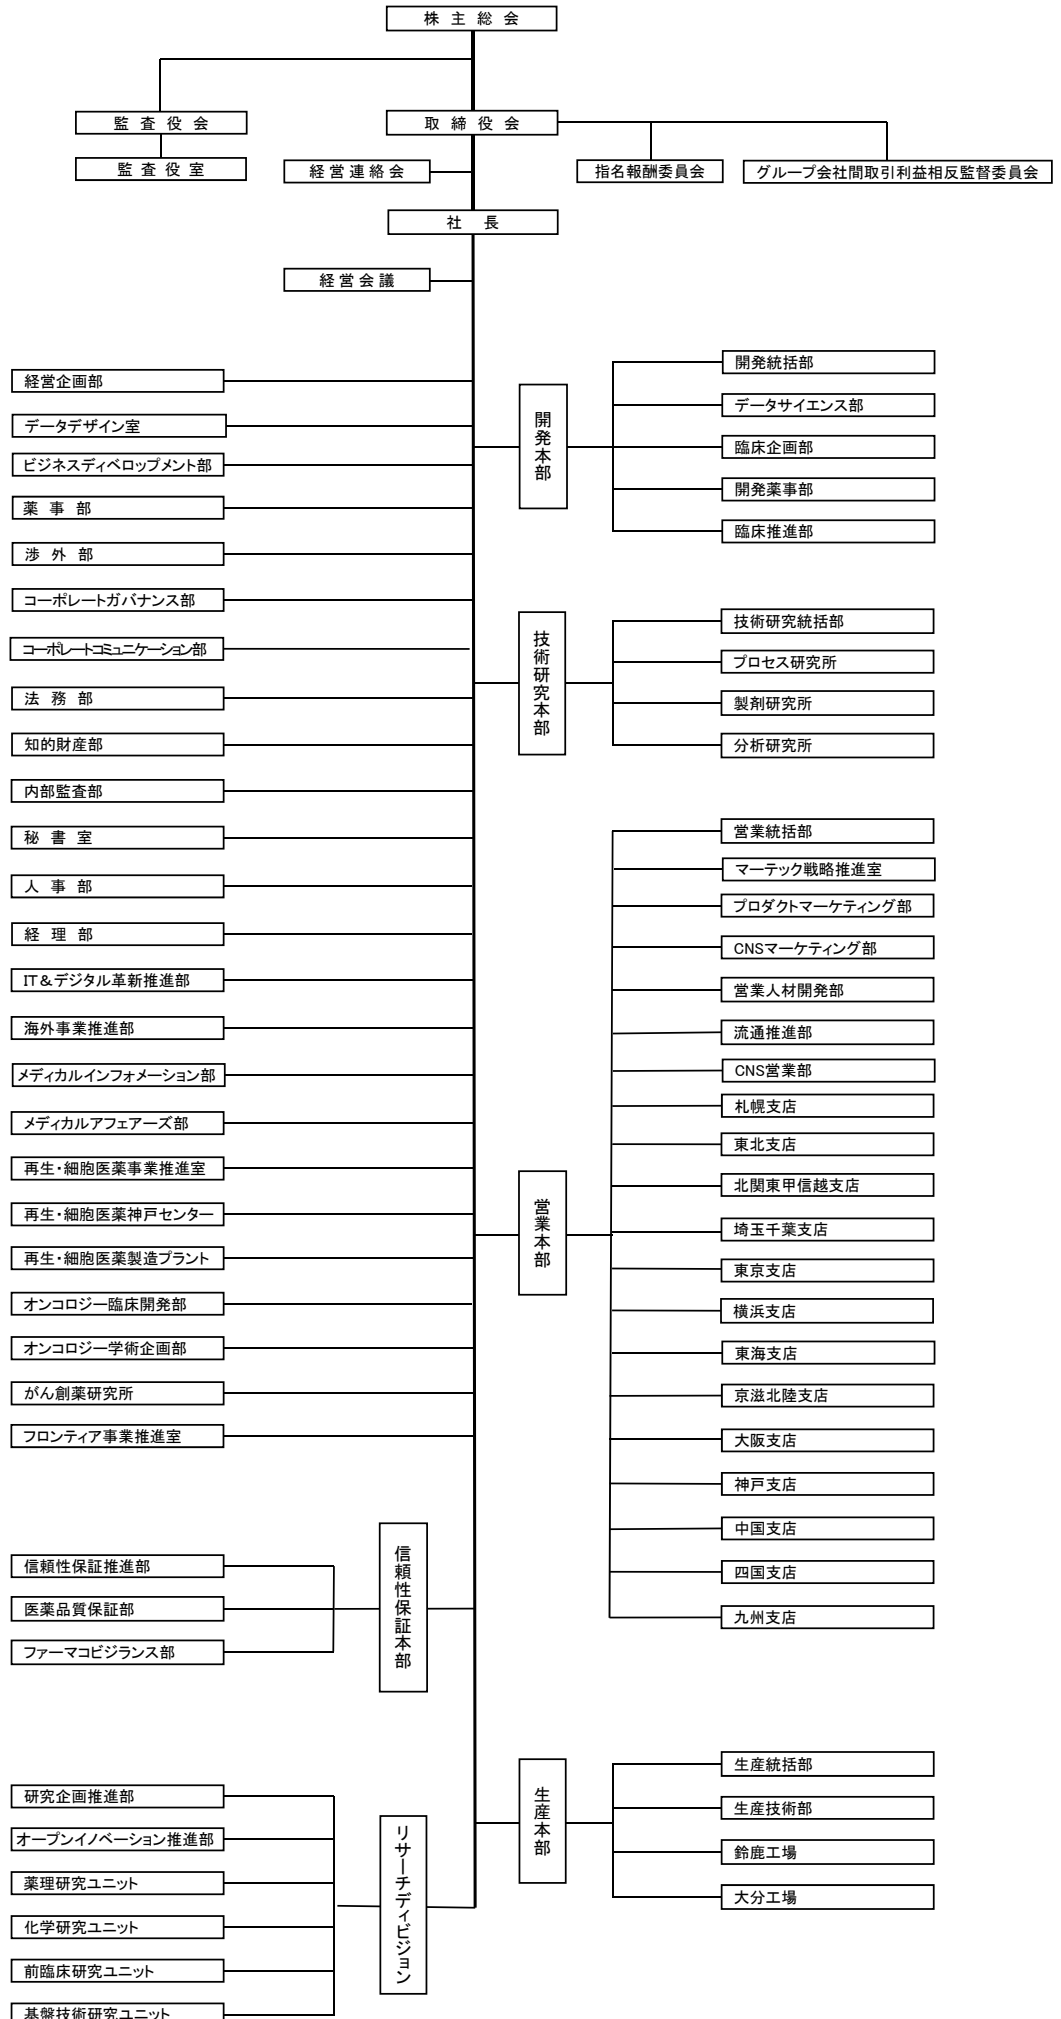 株 主 総 会
監 査 役 会
取 締 役 会
監 査 役 室
経 営 連 絡 会
指名報酬委員会
グループ会社間取引利益相反監督委員会
社 長
経 営 会 議
経営企画部
データデザイン室
ビジネスディベロップメント部
薬 事 部
渉 外 部
コーポレートガバナンス部
コーポレートコミュニケーション部
法 務 部
知的財産部
内部監査部
秘 書 室
人 事 部
経 理 部
IT&デジタル革新推進部
海外事業推進部
メディカルインフォメーション部
メディカルアフェアーズ部
再生・細胞医薬事業推進室
再生・細胞医薬神戸センター
再生・細胞医薬製造プラント
オンコロジー臨床開発部
オンコロジー学術企画部
がん創薬研究所
フロンティア事業推進室
開発本部
開発統括部
データサイエンス部
臨床企画部
開発薬事部
臨床推進部
技術研究本部
技術研究統括部
プロセス研究所
製剤研究所
分析研究所
営業本部
営業統括部
マーテック戦略推進室
プロダクトマーケティング部
CNSマーケティング部
営業人材開発部
流通推進部
CNS営業部
札幌支店
東北支店
北関東甲信越支店
埼玉千葉支店
東京支店
横浜支店
東海支店
京滋北陸支店
大阪支店
神戸支店
中国支店
四国支店
九州支店
信頼性保証本部
信頼性保証推進部
医薬品質保証部
ファーマコビジランス部
生産本部
生産統括部
生産技術部
鈴鹿工場
大分工場
リサーチディビジョン
研究企画推進部
オープンイノベーション推進部
薬理研究ユニット
化学研究ユニット
前臨床研究ユニット
基盤技術研究ユニット